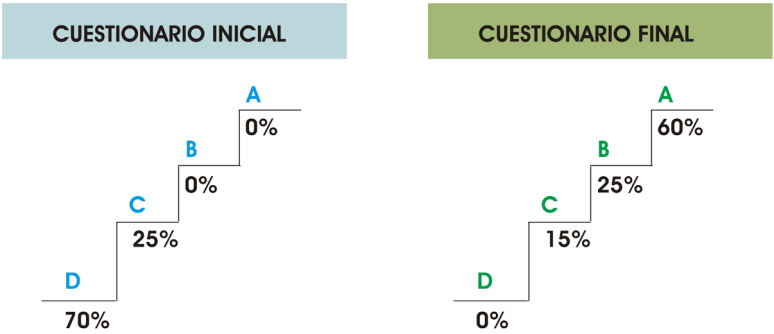 CUESTIONARIO INICIAL
A
0%
B
0%
C
25%
D
70%
CUESTIONARIO FINAL
A
60%
B
25%
C
15%
D
0%